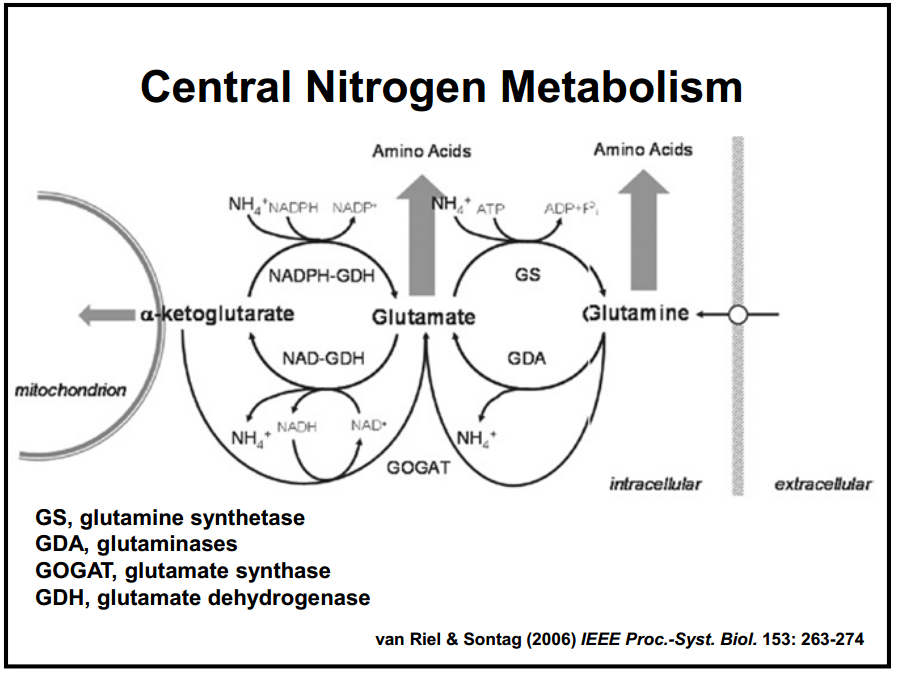 Central Nitrogen Metabolism
Amino Acids
Amino Acids
NH4+ NADPH NADP+
NH4+ ATP ADP+Pi
NADPH-GDH
GS
α-ketoglutarate
Glutamate
Glutamine
NAD-GDH
GDA
mitochondrion
NH4+ NADH NAD+
NH4+
GOGAT
intracellular
extracellular
GS, glutamine synthetase
GDA, glutaminases
GOGAT, glutamate synthase
GDH, glutamate dehydrogenase
van Riel & Sontag (2006) IEEE Proc.-Syst. Biol. 153: 263-274